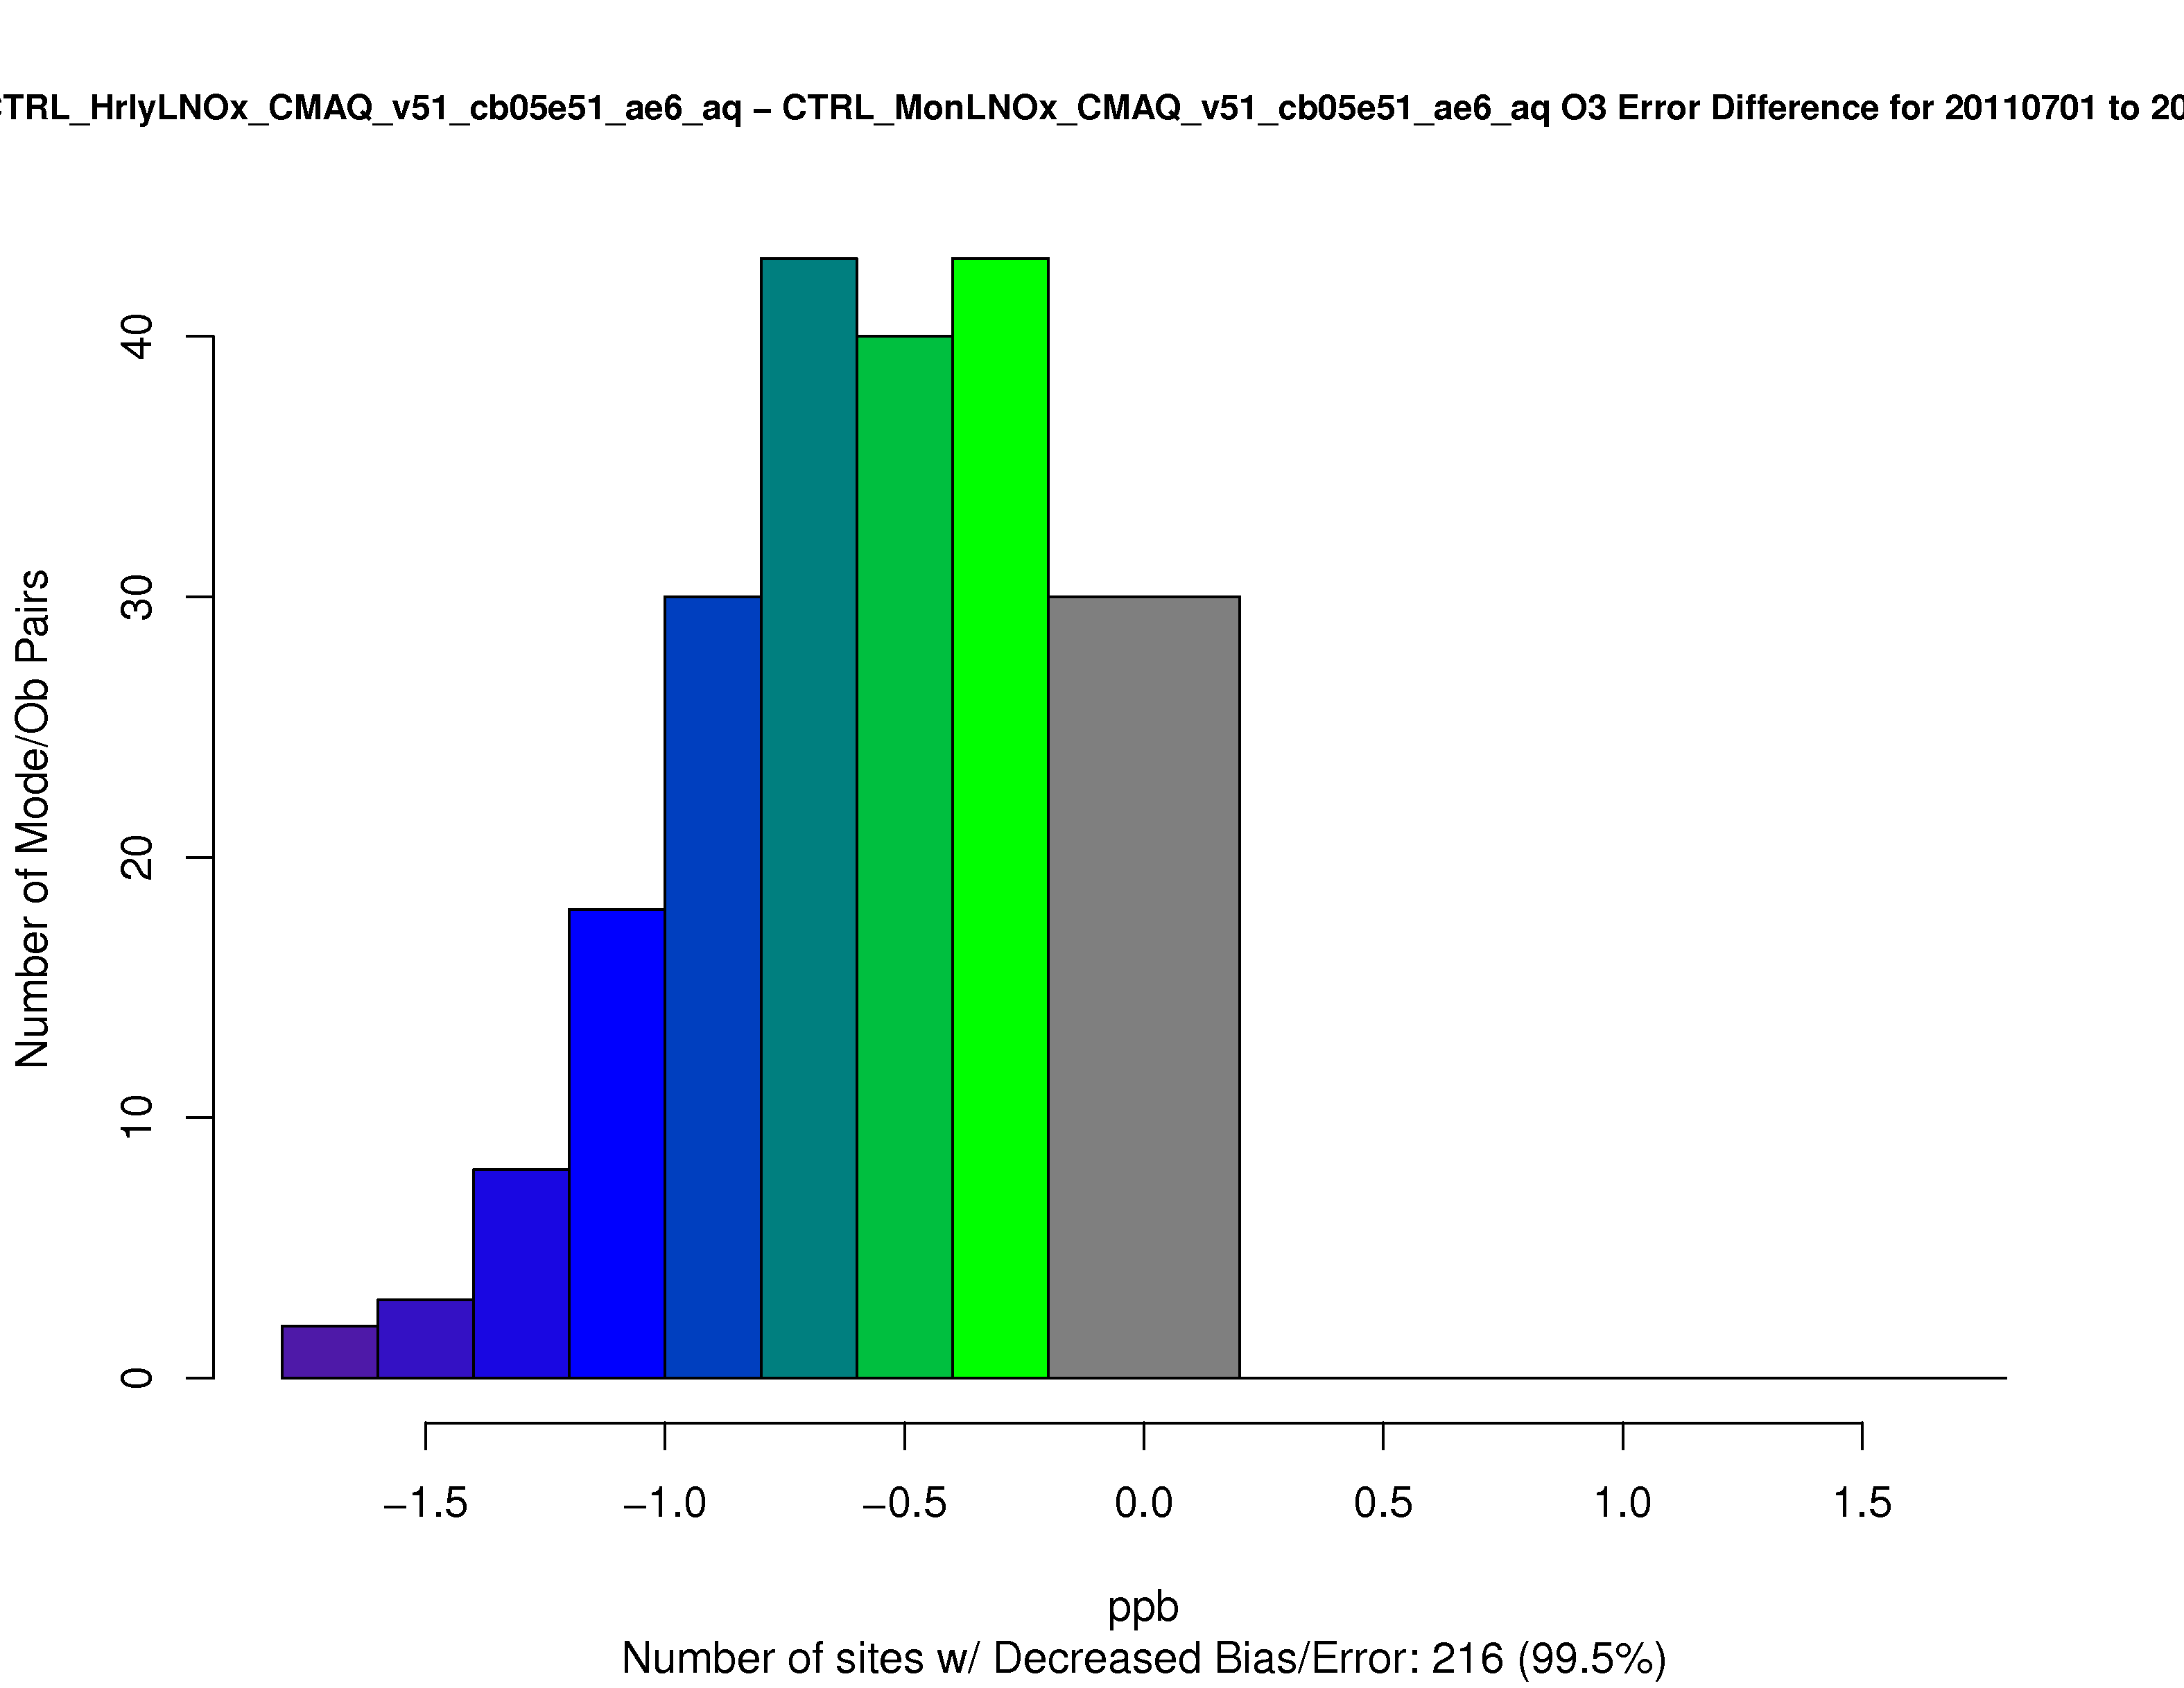 CTRL_HrlyLNOx_CMAQ_v51_cb05e51_ae6_aq − CTRL_MonLNOx_CMAQ_v51_cb05e51_ae6_aq O3 Error Difference for 20110701 to 20
Number of Mode/Ob Pairs
40
30
20
10
0
−1.5 −1.0 −0.5 0.0 0.5 1.0 1.5
ppb
Number of sites w/ Decreased Bias/Error: 216 (99.5%)